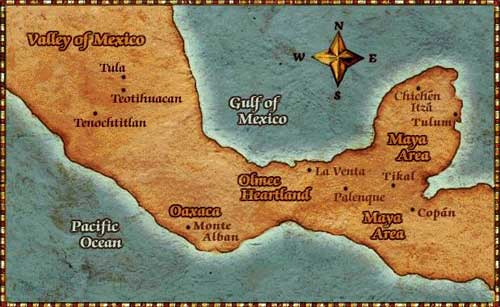 Valley of Mexico
Tula
Teotihuacan
Tenochtitlan
N
W
E
S
Gulf of
Mexico
Chichén
Itzá
Tulum
Maya
Area
La Venta
Olmec
Heartland
Palenque
Tikal
Copán
Maya
Area
Oaxaca
Monte
Alban
Pacific
Ocean